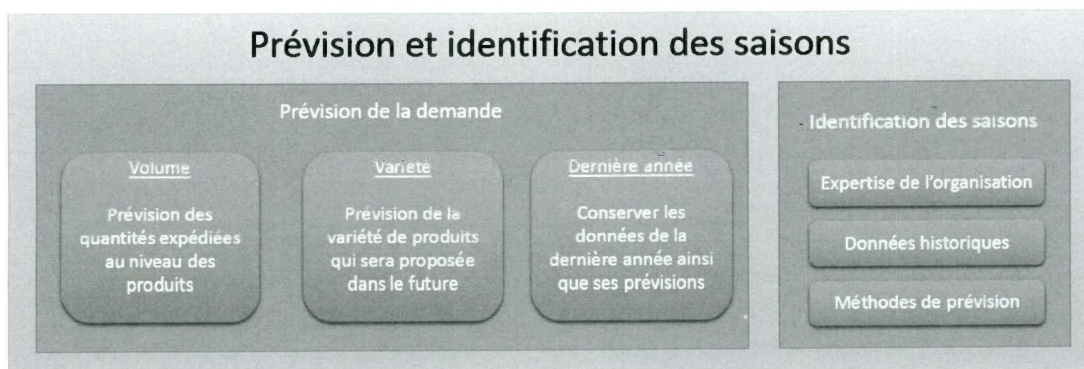 Prévision et identification des saisons
Prévision de la demande
Volume
Prévision des
quantités expédiées
au niveau des
produits
Varieté
Prévision de la
variété de produits
qui sera proposée
dans le future
Dernière année
Conserver les
données de la
dernière année ainsi
que ses prévisions
Identification des saisons
Expertise de l'organisation
Données historiques
Méthodes de prévision